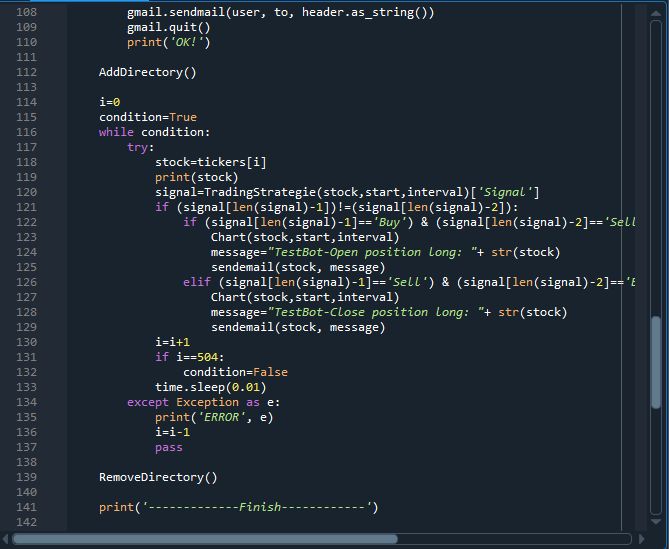 108 gmail.sendmail(user, to, header.as_string())
109 gmail.quit()
110 print('OK!')
111
112 AddDirectory()
113
114 i=0
115 condition=True
116 while condition:
117 try:
118 stock=tickers[i]
119 print(stock)
120 signal=TradingStrategie(stock,start,interval)['Signal']
121 if (signal[len(signal)-1])!=(signal[len(signal)-2]):
122 if (signal[len(signal)-1]=='Buy') & (signal[len(signal)-2]=='Sell
123 Chart(stock,start,interval)
124 message="TestBot-Open position long: "+ str(stock)
125 sendemail(stock, message)
126 elif (signal[len(signal)-1]=='Sell') & (signal[len(signal)-2]=='
127 Chart(stock,start,interval)
128 message="TestBot-Close position long: "+ str(stock)
129 sendemail(stock, message)
130 i=i+1
131 if i==504:
132 condition=False
133 time.sleep(0.01)
134 except Exception as e:
135 print('ERROR', e)
136 i=i-1
137 pass
138
139 RemoveDirectory()
140
141 print('-------------Finish------------')
142